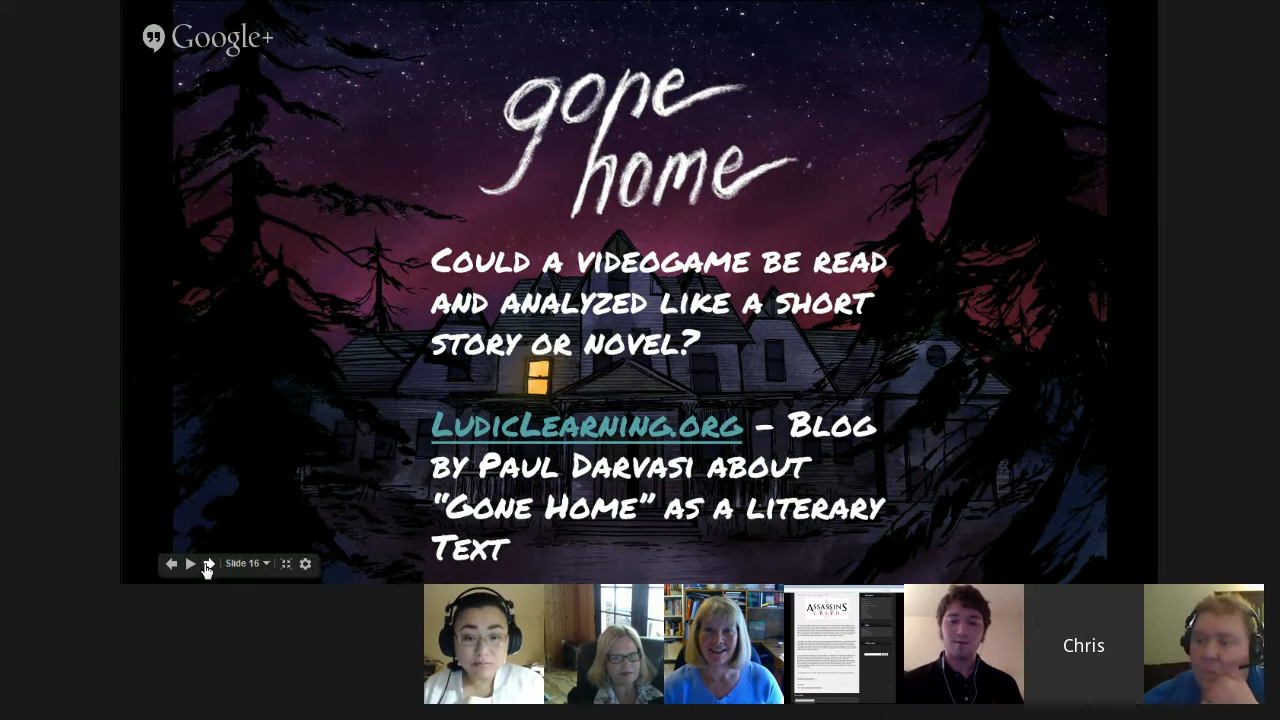 Google+
gone
home
Could a videogame be read
and analyzed like a short
story or novel?
LudicLearning.org – Blog
by Paul Darvasi about
"Gone Home" as a literary
Text
Slide 16
ASSASSIN'S
CREED
Chris